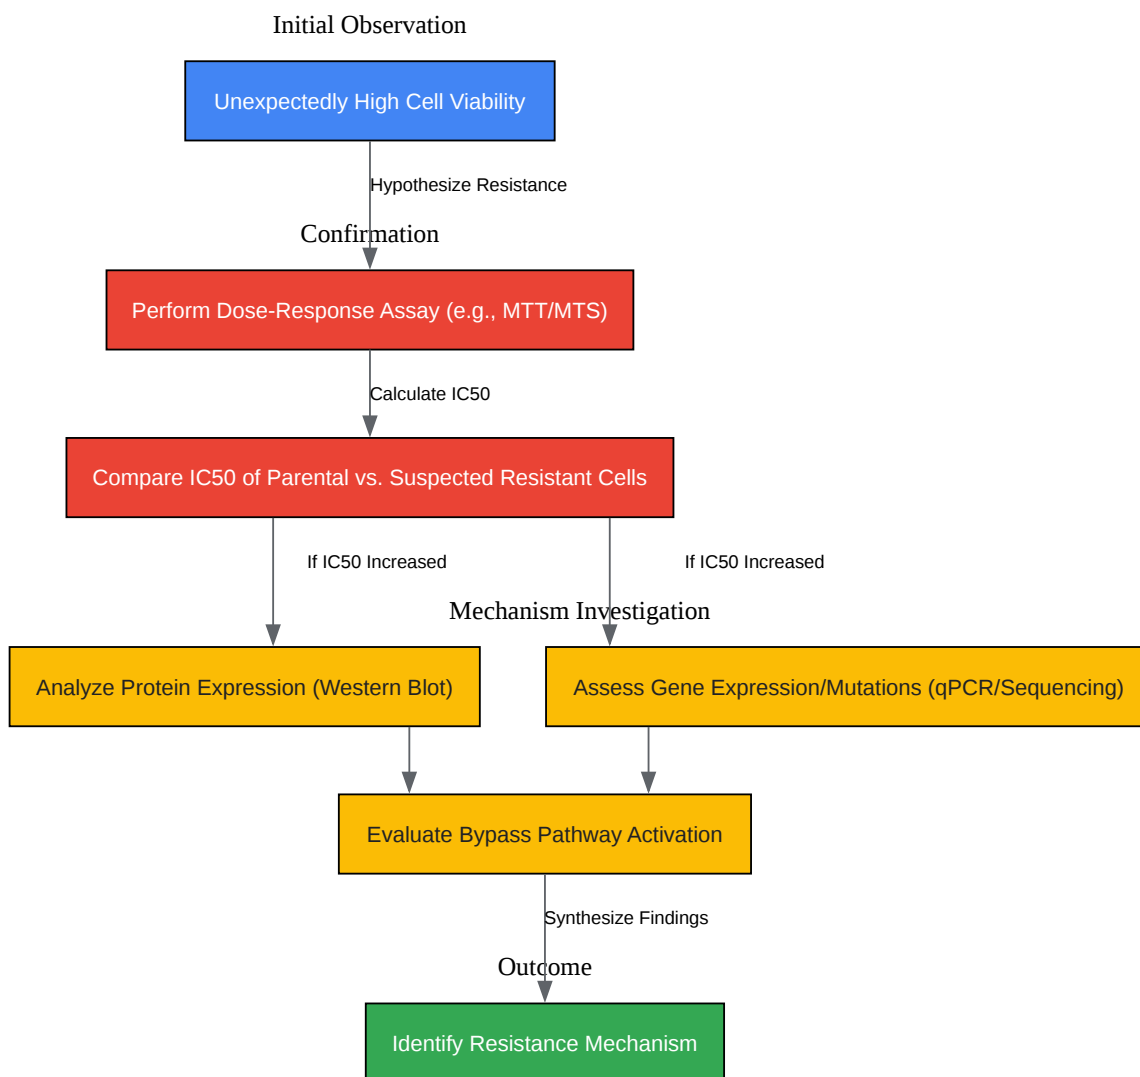 Initial Observation
Unexpectedly High Cell Viability
Hypothesize Resistance
Confirmation
Perform Dose-Response Assay (e.g., MTT/MTS)
Calculate IC50
Compare IC50 of Parental vs. Suspected Resistant Cells
If IC50 Increased
If IC50 Increased
Mechanism Investigation
Analyze Protein Expression (Western Blot)
Assess Gene Expression/Mutations (qPCR/Sequencing)
Evaluate Bypass Pathway Activation
Synthesize Findings
Outcome
Identify Resistance Mechanism